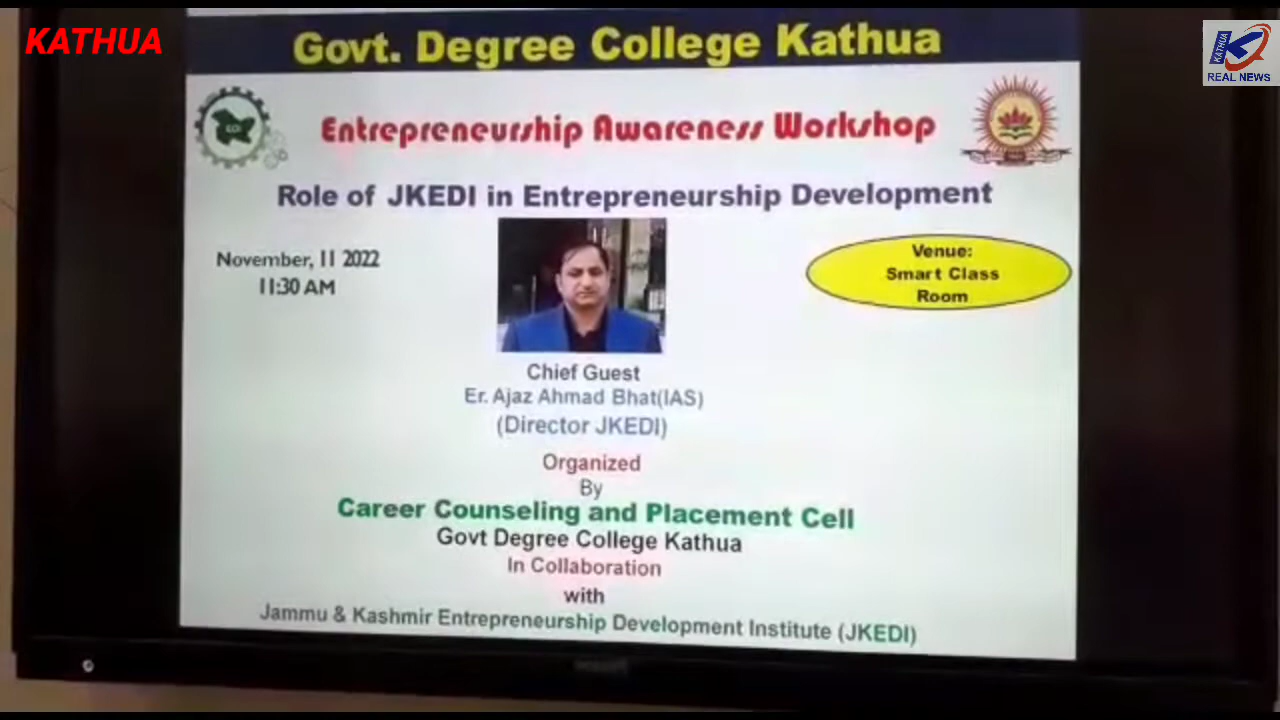 KATHUA
KATHUA
REAL NEWS
Govt. Degree College Kathua
EDI
Entrepreneurship Awareness Workshop
Role of JKEDI in Entrepreneurship Development
November, 11 2022
11:30 AM
Venue:
Smart Class
Room
Chief Guest
Er. Ajaz Ahmad Bhat(IAS)
(Director JKEDI)
Organized
By
Career Counseling and Placement Cell
Govt Degree College Kathua
In Collaboration
with
Jammu & Kashmir Entrepreneurship Development Institute (JKEDI)